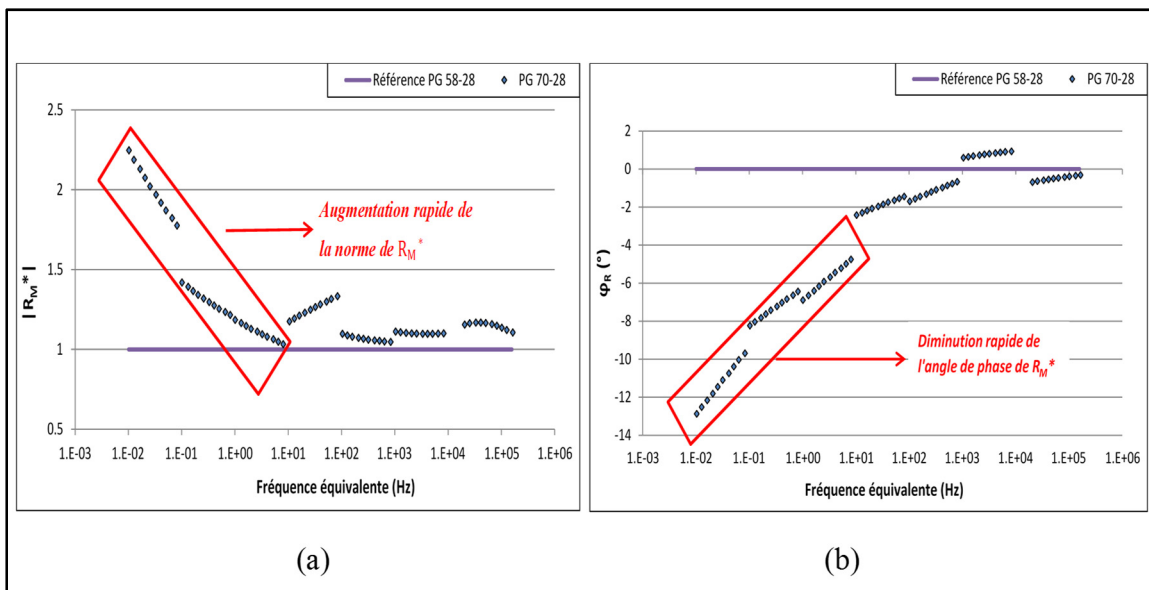 Référence PG 58-28 PG 70-28
2.5
2
1.5
1
0.5
|R_M*|
Augmentation rapide de
la norme de R_M*
1.E-03 1.E-02 1.E-01 1.E+00 1.E+01 1.E+02 1.E+03 1.E+04 1.E+05 1.E+06
Fréquence équivalente (Hz)
(a)
Référence PG 58-28 PG 70-28
2
0
-2
-4
-6
-8
-10
-12
-14
φ_R (°)
Diminution rapide de
l'angle de phase de R_M*
1.E-03 1.E-02 1.E-01 1.E+00 1.E+01 1.E+02 1.E+03 1.E+04 1.E+05 1.E+06
Fréquence équivalente (Hz)
(b)